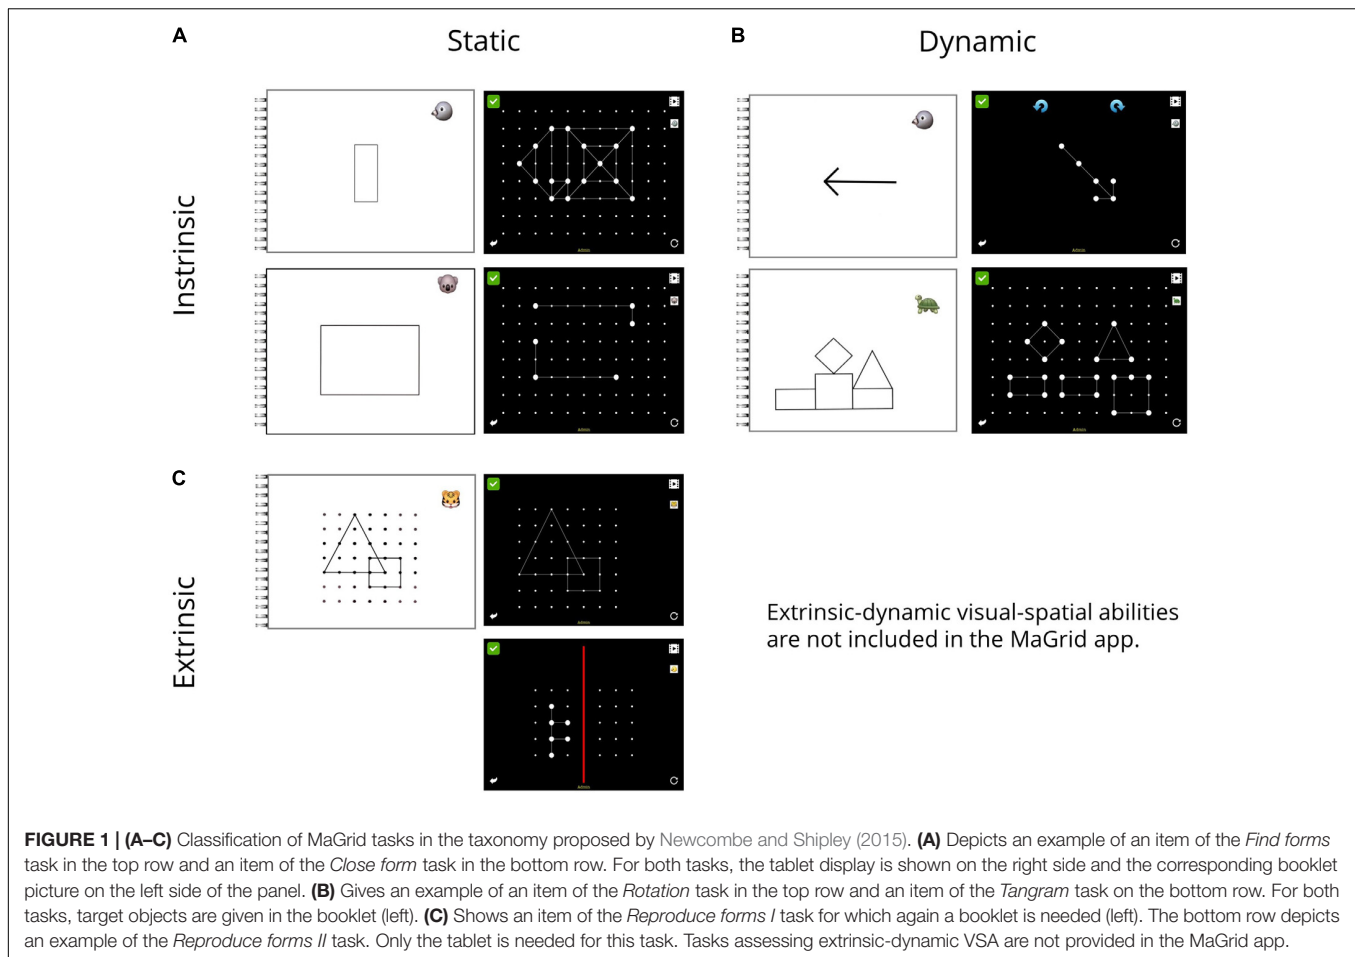 A
Static
B
Dynamic
Instrinsic
C
Extrinsic
Extrinsic-dynamic visual-spatial abilities
are not included in the MaGrid app.
FIGURE 1 | (A–C) Classification of MaGrid tasks in the taxonomy proposed by Newcombe and Shipley (2015). (A) Depicts an example of an item of the Find forms
task in the top row and an item of the Close form task in the bottom row. For both tasks, the tablet display is shown on the right side and the corresponding booklet
picture on the left side of the panel. (B) Gives an example of an item of the Rotation task in the top row and an item of the Tangram task on the bottom row. For both
tasks, target objects are given in the booklet (left). (C) Shows an item of the Reproduce forms I task for which again a booklet is needed (left). The bottom row depicts
an example of the Reproduce forms II task. Only the tablet is needed for this task. Tasks assessing extrinsic-dynamic VSA are not provided in the MaGrid app.